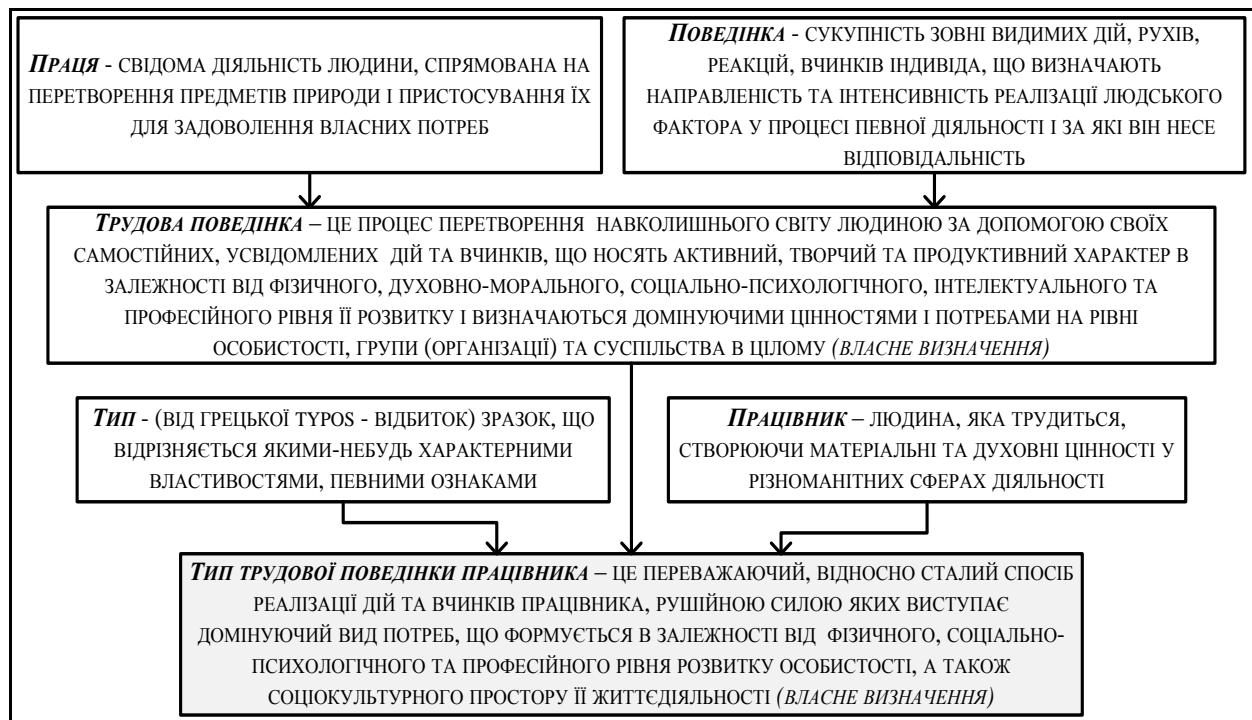 ПРАЦЯ - СВІДОМА ДІЯЛЬНІСТЬ ЛЮДИНИ, СПРЯМОВАНА НА
ПЕРЕТВОРЕННЯ ПРЕДМЕТІВ ПРИРОДИ І ПРИСТОСУВАННЯ ЇХ
ДЛЯ ЗАДОВОЛЕННЯ ВЛАСНИХ ПОТРЕБ
ПОВЕДІНКА - СУКУПНІСТЬ ЗОВНІ ВИДИМИХ ДІЙ, РУХІВ,
РЕАКЦІЙ, ВЧИНКІВ ІНДИВІДА, ЩО ВИЗНАЧАЮТЬ
НАПРАВЛЕНІСТЬ ТА ІНТЕНСИВНІСТЬ РЕАЛІЗАЦІЇ ЛЮДСЬКОГО
ФАКТОРА У ПРОЦЕСІ ПЕВНОЇ ДІЯЛЬНОСТІ І ЗА ЯКІ ВІН НЕСЕ
ВІДПОВІДАЛЬНІСТЬ
ТРУДОВА ПОВЕДІНКА – ЦЕ ПРОЦЕС ПЕРЕТВОРЕННЯ НАВКОЛИШНЬОГО СВІТУ ЛЮДИНОЮ ЗА ДОПОМОГОЮ СВОЇХ
САМОСТІЙНИХ, УСВІДОМЛЕНИХ ДІЙ ТА ВЧИНКІВ, ЩО НОСЯТЬ АКТИВНИЙ, ТВОРЧИЙ ТА ПРОДУКТИВНИЙ ХАРАКТЕР В
ЗАЛЕЖНОСТІ ВІД ФІЗИЧНОГО, ДУХОВНО-МОРАЛЬНОГО, СОЦІАЛЬНО-ПСИХОЛОГІЧНОГО, ІНТЕЛЕКТУАЛЬНОГО ТА
ПРОФЕСІЙНОГО РІВНЯ ЇЇ РОЗВИТКУ І ВИЗНАЧАЮТЬСЯ ДОМІНУЮЧИМИ ЦІННОСТЯМИ І ПОТРЕБАМИ НА РІВНІ
ОСОБИСТОСТІ, ГРУПИ (ОРГАНІЗАЦІЇ) ТА СУСПІЛЬСТВА В ЦІЛОМУ (ВЛАСНЕ ВИЗНАЧЕННЯ)
ТИП - (ВІД ГРЕЦЬКОЇ TYPOS - ВІДБИТОК) ЗРАЗОК, ЩО
ВІДРІЗНЯЄТЬСЯ ЯКИМИ-НЕБУДЬ ХАРАКТЕРНИМИ
ВЛАСТИВОСТЯМИ, ПЕВНИМИ ОЗНАКАМИ
ПРАЦІВНИК – ЛЮДИНА, ЯКА ТРУДИТЬСЯ,
СТВОРЮЮЧИ МАТЕРІАЛЬНІ ТА ДУХОВНІ ЦІННОСТІ У
РІЗНОМАНІТНИХ СФЕРАХ ДІЯЛЬНОСТІ
ТИП ТРУДОВОЇ ПОВЕДІНКИ ПРАЦІВНИКА – ЦЕ ПЕРЕВАЖАЮЧИЙ, ВІДНОСНО СТАЛИЙ СПОСІБ
РЕАЛІЗАЦІЇ ДІЙ ТА ВЧИНКІВ ПРАЦІВНИКА, РУШІЙНОЮ СИЛОЮ ЯКИХ ВИСТУПАЄ
ДОМІНУЮЧИЙ ВИД ПОТРЕБ, ЩО ФОРМУЄТЬСЯ В ЗАЛЕЖНОСТІ ВІД ФІЗИЧНОГО, СОЦІАЛЬНО-
ПСИХОЛОГІЧНОГО ТА ПРОФЕСІЙНОГО РІВНЯ РОЗВИТКУ ОСОБИСТОСТІ, А ТАКОЖ
СОЦІОКУЛЬТУРНОГО ПРОСТОРУ ЇЇ ЖИТТЄДІЯЛЬНОСТІ (ВЛАСНЕ ВИЗНАЧЕННЯ)